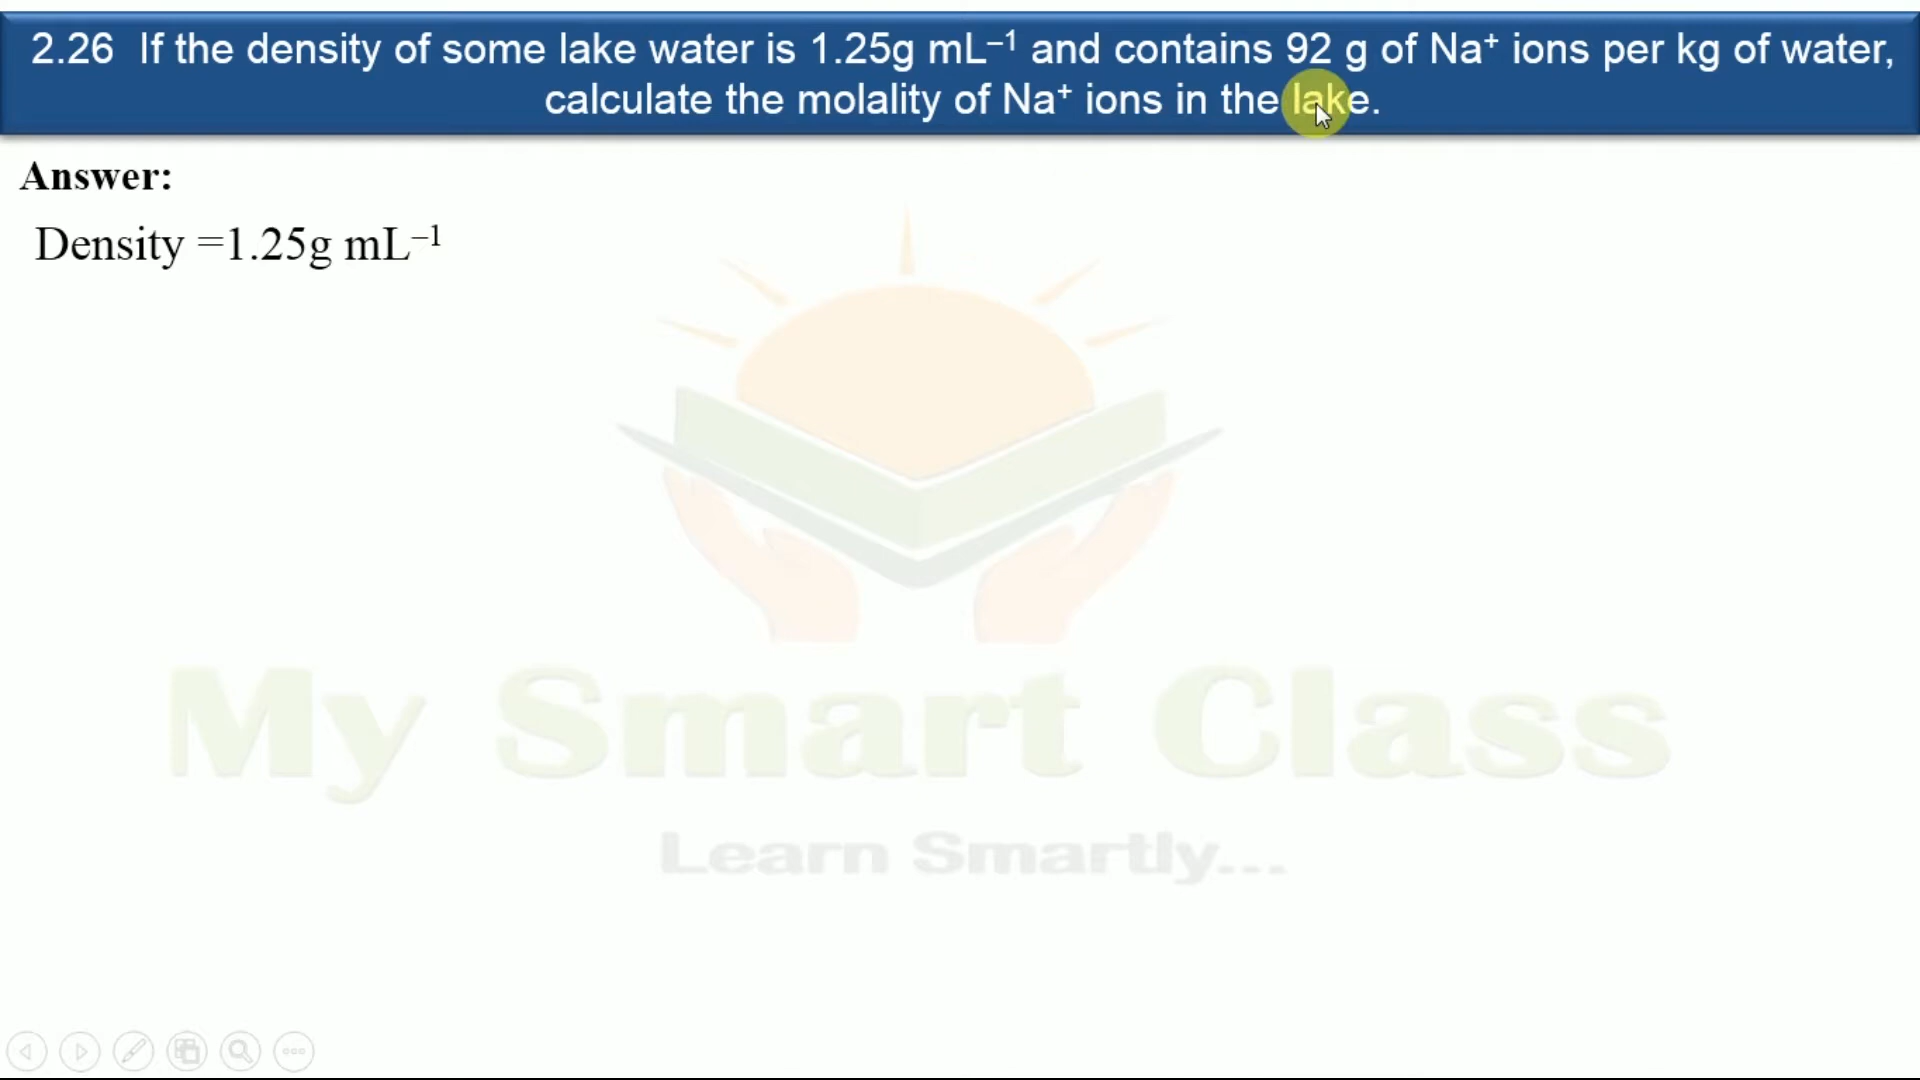 2.26 If the density of some lake water is 1.25g mL⁻¹ and contains 92 g of Na⁺ ions per kg of water,
calculate the molality of Na⁺ ions in the lake.
Answer:
Density =1.25g mL⁻¹
My Smart Class
Learn Smartly...